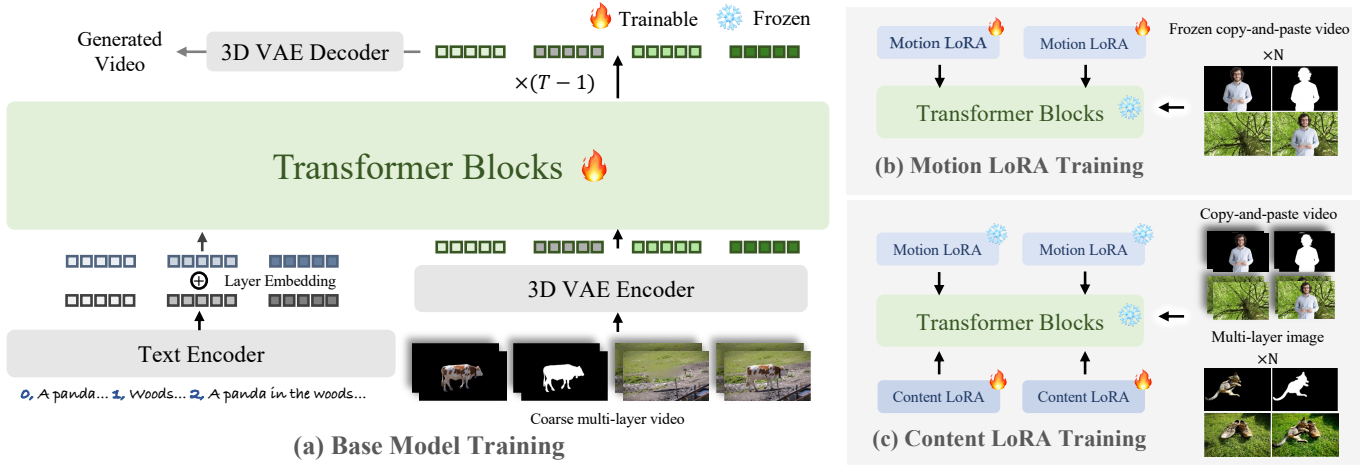 Trainable
Frozen
Generated
Video
3D VAE Decoder
×(T − 1)
Transformer Blocks
Layer Embedding
Text Encoder
3D VAE Encoder
0, A panda... 1, Woods... 2, A panda in the woods...
Coarse multi-layer video
(a) Base Model Training
Motion LoRA
Motion LoRA
Frozen copy-and-paste video
×N
Transformer Blocks
(b) Motion LoRA Training
Copy-and-paste video
Motion LoRA
Motion LoRA
Transformer Blocks
Multi-layer image
×N
Content LoRA
Content LoRA
(c) Content LoRA Training